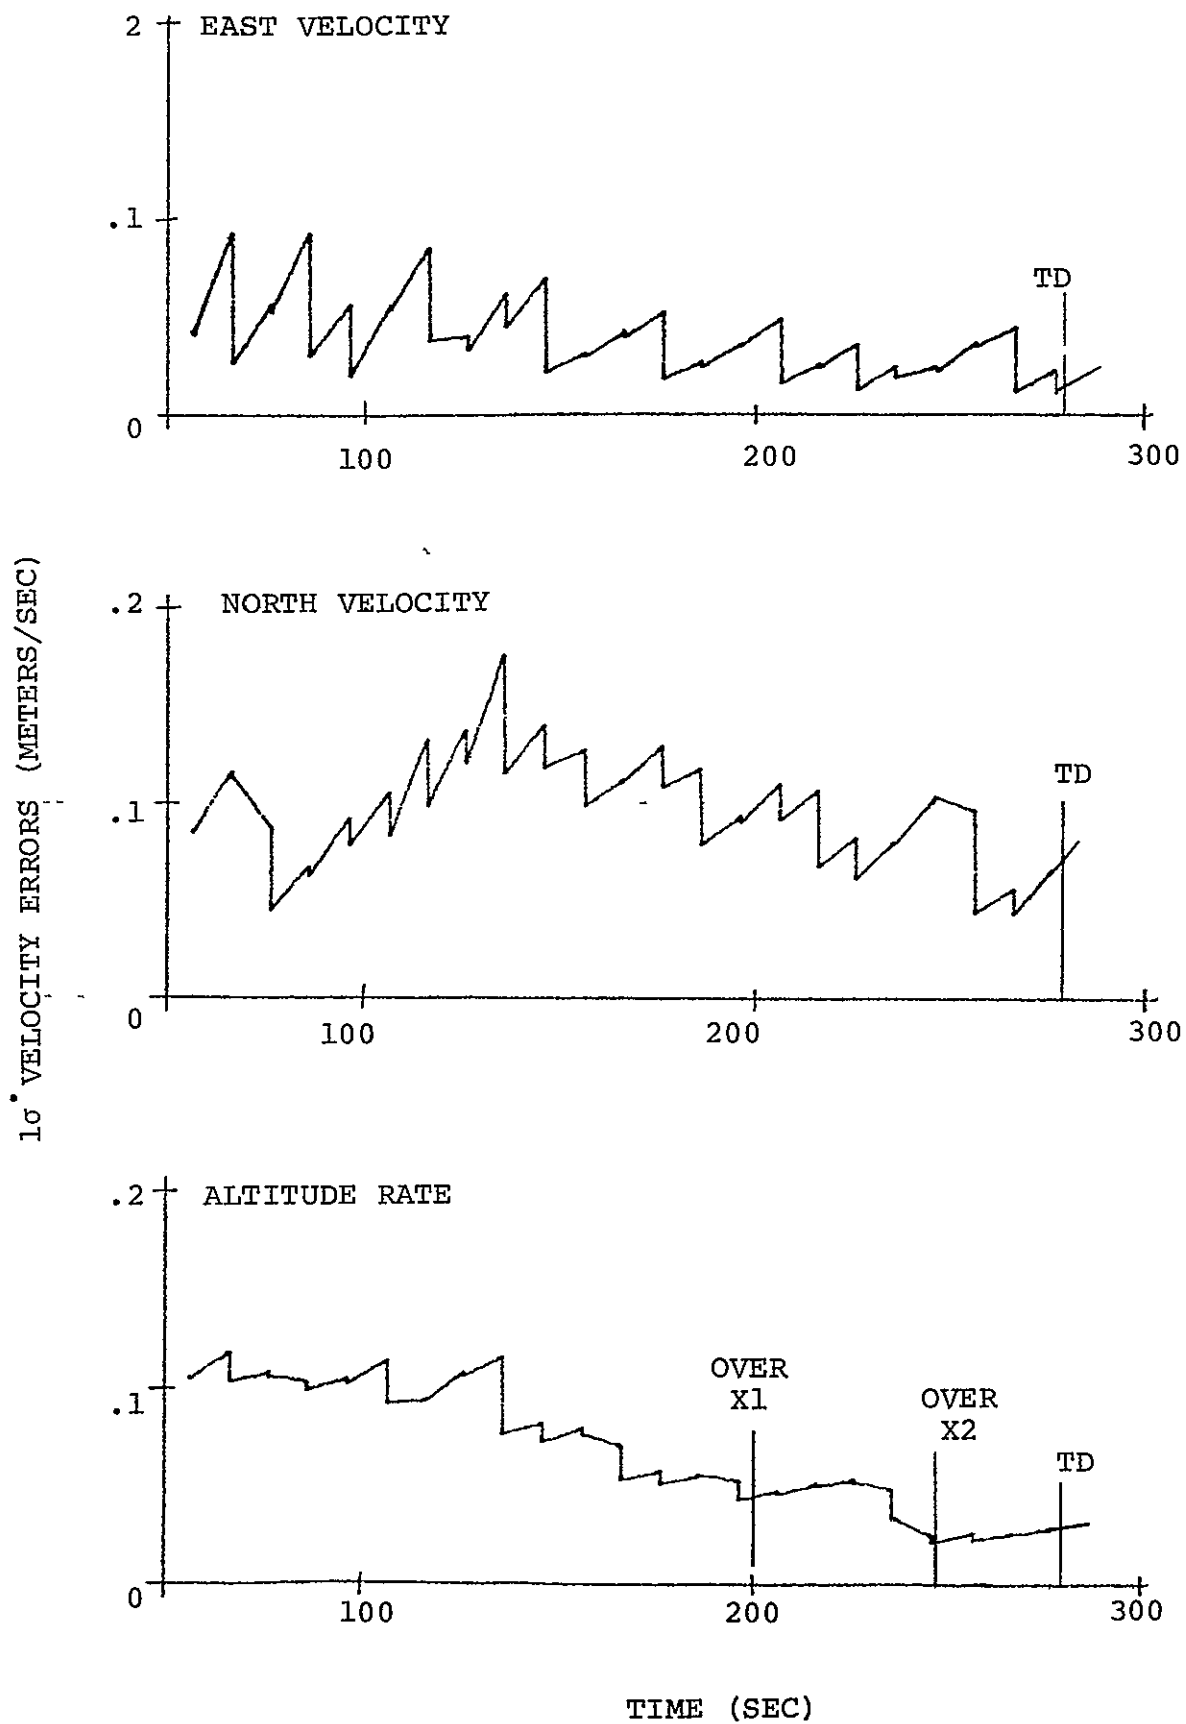 2 EAST VELOCITY
.1
TD
0
100 200 300
1σ VELOCITY ERRORS (METERS/SEC)
.2 NORTH VELOCITY
.1
TD
0
100 200 300
.2 ALTITUDE RATE
.1
OVER
X1
OVER
X2
TD
0
100 200 300
TIME (SEC)